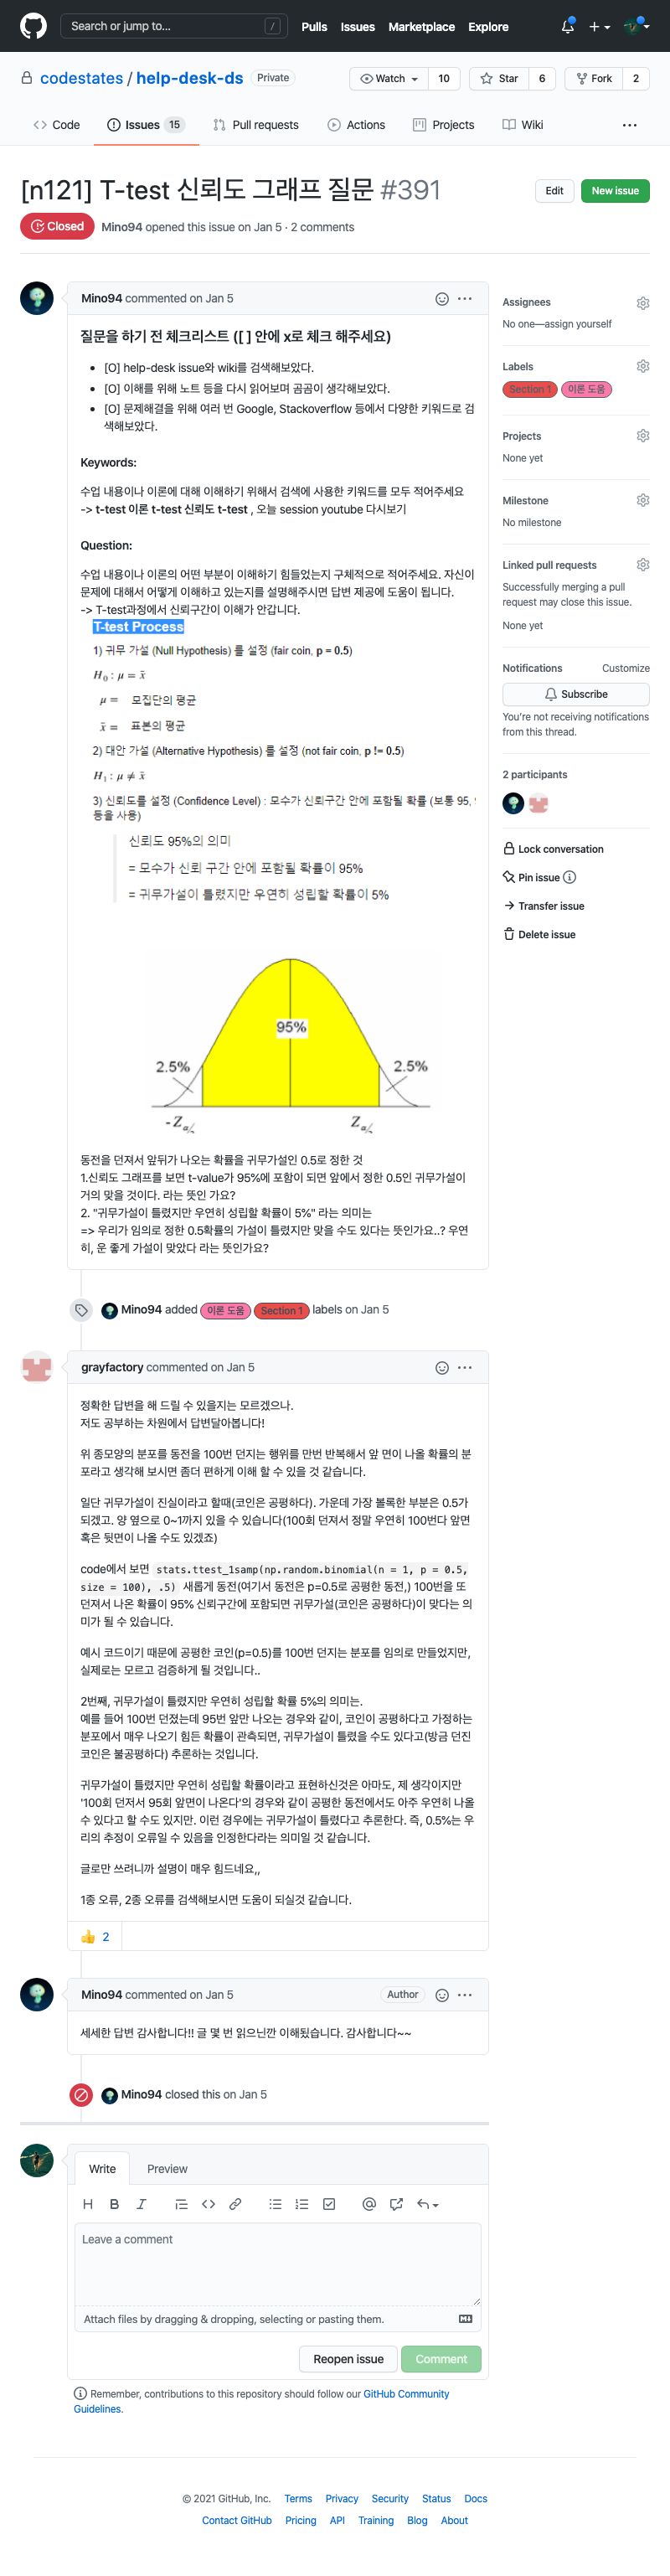 Search or jump to... /
Pulls Issues Marketplace Explore
codestates / help-desk-ds Private
Watch 10 Star 6 Fork 2
Code Issues 15 Pull requests Actions Projects Wiki
[n121] T-test 신뢰도 그래프 질문 #391
Edit New issue
Closed Mino94 opened this issue on Jan 5 · 2 comments
Mino94 commented on Jan 5
질문을 하기 전 체크리스트 ([ ] 안에 x로 체크 해주세요)
• [O] help-desk issue와 wiki를 검색해보았다.
• [O] 이해를 위해 노트 등을 다시 읽어보며 곰곰이 생각해보았다.
• [O] 문제해결을 위해 여러 번 Google, Stackoverflow 등에서 다양한 키워드로 검
색해보았다.
Keywords:
수업 내용이나 이론에 대해 이해하기 위해서 검색에 사용한 키워드를 모두 적어주세요
-> t-test 이론 t-test 신뢰도 t-test , 오늘 session youtube 다시보기
Question:
수업 내용이나 이론의 어떤 부분이 이해하기 힘들었는지 구체적으로 적어주세요. 자신이
문제에 대해서 어떻게 이해하고 있는지를 설명해주시면 답변 제공에 도움이 됩니다.
-> T-test과정에서 신뢰구간이 이해가 안갑니다.
T-test Process
1) 귀무 가설 (Null Hypothesis) 를 설정 (fair coin, p = 0.5)
H₀ : μ = x̄
μ = 모집단의 평균
x̄ = 표본의 평균
2) 대안 가설 (Alternative Hypothesis) 를 설정 (not fair coin, p != 0.5)
H₁ : μ ≠ x̄
3) 신뢰도를 설정 (Confidence Level) : 모수가 신뢰구간 안에 포함될 확률 (보통 95, 
등을 사용)
신뢰도 95%의 의미
= 모수가 신뢰 구간 안에 포함될 확률이 95%
= 귀무가설이 틀렸지만 우연히 성립할 확률이 5%
95%
2.5% 2.5%
-Zα/ Zα/
동전을 던져서 앞뒤가 나오는 확률을 귀무가설인 0.5로 정한 것
1.신뢰도 그래프를 보면 t-value가 95%에 포함이 되면 앞에서 정한 0.5인 귀무가설이
거의 맞을 것이다. 라는 뜻인 가요?
2. "귀무가설이 틀렸지만 우연히 성립할 확률이 5%" 라는 의미는
=> 우리가 임의로 정한 0.5확률의 가설이 틀렸지만 맞을 수도 있다는 뜻인가요..? 우연
히, 운 좋게 가설이 맞았다 라는 뜻인가요?
Mino94 added 이론 도움 Section 1 labels on Jan 5
grayfactory commented on Jan 5
정확한 답변을 해 드릴 수 있을지는 모르겠으나.
저도 공부하는 차원에서 답변달아봅니다!
위 종모양의 분포를 동전을 100번 던지는 행위를 만번 반복해서 앞 면이 나올 확률의 분
포라고 생각해 보시면 좀더 편하게 이해 할 수 있을 것 같습니다.
일단 귀무가설이 진실이라고 할때(코인은 공평하다). 가운데 가장 볼록한 부분은 0.5가
되겠고. 양 옆으로 0~1까지 있을 수 있습니다(100회 던져서 정말 우연히 100번다 앞면
혹은 뒷면이 나올 수도 있겠죠)
code에서 보면 stats.ttest_1samp(np.random.binomial(n = 1, p = 0.5,
size = 100), .5) 새롭게 동전(여기서 동전은 p=0.5로 공평한 동전,) 100번을 또
던져서 나온 확률이 95% 신뢰구간에 포함되면 귀무가설(코인은 공평하다)이 맞다는 의
미가 될 수 있습니다.
예시 코드이기 때문에 공평한 코인(p=0.5)를 100번 던지는 분포를 임의로 만들었지만,
실제로는 모르고 검증하게 될 것입니다..
2번째, 귀무가설이 틀렸지만 우연히 성립할 확률 5%의 의미는.
예를 들어 100번 던졌는데 95번 앞만 나오는 경우와 같이, 코인이 공평하다고 가정하는
분포에서 매우 나오기 힘든 확률이 관측되면, 귀무가설이 틀렸을 수도 있다고(방금 던진
코인은 불공평하다) 추론하는 것입니다.
귀무가설이 틀렸지만 우연히 성립할 확률이라고 표현하신것은 아마도, 제 생각이지만
'100회 던저서 95회 앞면이 나온다'의 경우와 같이 공평한 동전에서도 아주 우연히 나올
수 있다고 할 수도 있지만. 이런 경우에는 귀무가설이 틀렸다고 추론한다. 즉, 0.5%는 우
리의 추정이 오류일 수 있음을 인정한다라는 의미일 것 같습니다.
글로만 쓰려니까 설명이 매우 힘드네요,,
1종 오류, 2종 오류를 검색해보시면 도움이 되실것 같습니다.
👍 2
Mino94 commented on Jan 5 Author
세세한 답변 감사합니다!! 글 몇 번 읽으닌깐 이해됬습니다. 감사합니다~~
Mino94 closed this on Jan 5
Write Preview
H B I
Leave a comment
Attach files by dragging & dropping, selecting or pasting them.
Reopen issue Comment
Remember, contributions to this repository should follow our GitHub Community
Guidelines.
Assignees
No one—assign yourself
Labels
Section 1 이론 도움
Projects
None yet
Milestone
No milestone
Linked pull requests
Successfully merging a pull
request may close this issue.
None yet
Notifications Customize
Subscribe
You're not receiving notifications
from this thread.
2 participants
Lock conversation
Pin issue
Transfer issue
Delete issue
© 2021 GitHub, Inc. Terms Privacy Security Status Docs
Contact GitHub Pricing API Training Blog About